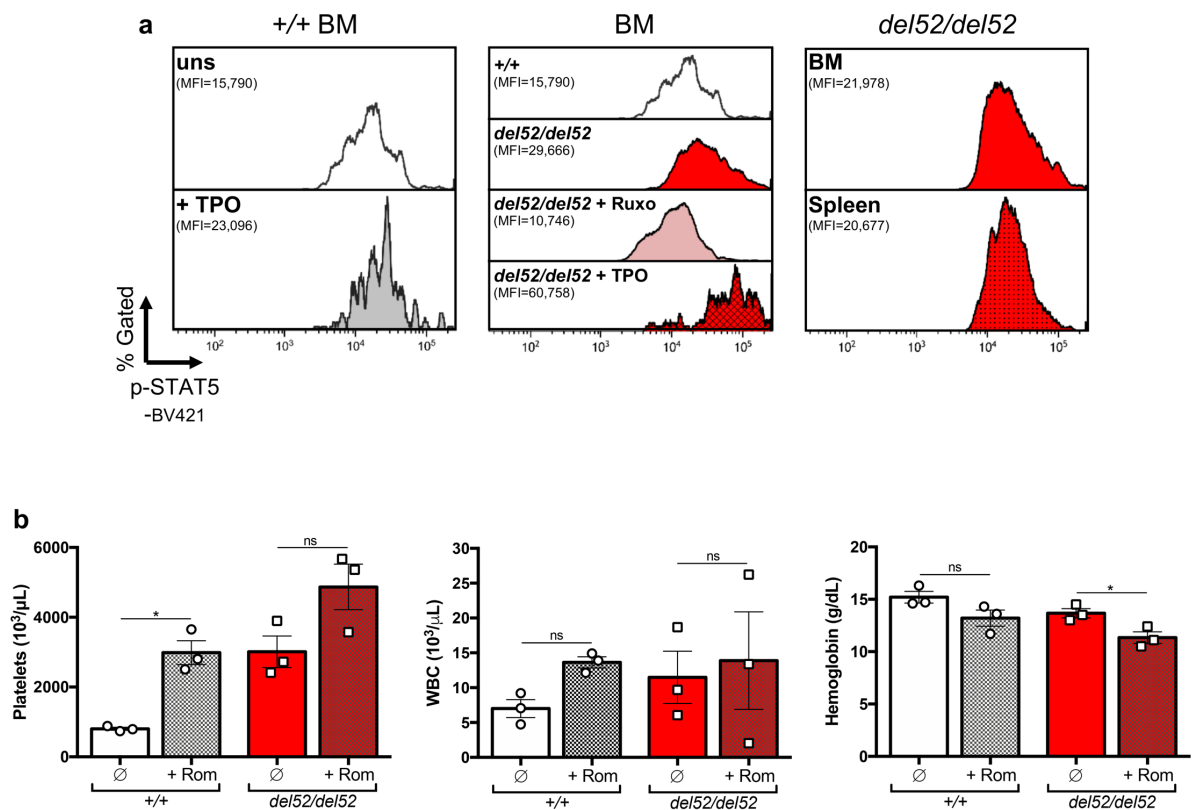 a
+/+ BM
uns
(MFI=15,790)
+ TPO
(MFI=23,096)
10² 10³ 10⁴ 10⁵
% Gated
p-STAT5
-BV421
BM
+/+
(MFI=15,790)
del52/del52
(MFI=29,666)
del52/del52 + Ruxo
(MFI=10,746)
del52/del52 + TPO
(MFI=60,758)
10² 10³ 10⁴ 10⁵
del52/del52
BM
(MFI=21,978)
Spleen
(MFI=20,677)
10² 10³ 10⁴ 10⁵
b
Platelets (10³/µL)
6000
4000
2000
0
*
ns
∅ + Rom ∅ + Rom
+/+ del52/del52
WBC (10³/µL)
30
25
20
15
10
5
0
ns
ns
∅ + Rom ∅ + Rom
+/+ del52/del52
Hemoglobin (g/dL)
20
15
10
5
0
ns
*
∅ + Rom ∅ + Rom
+/+ del52/del52